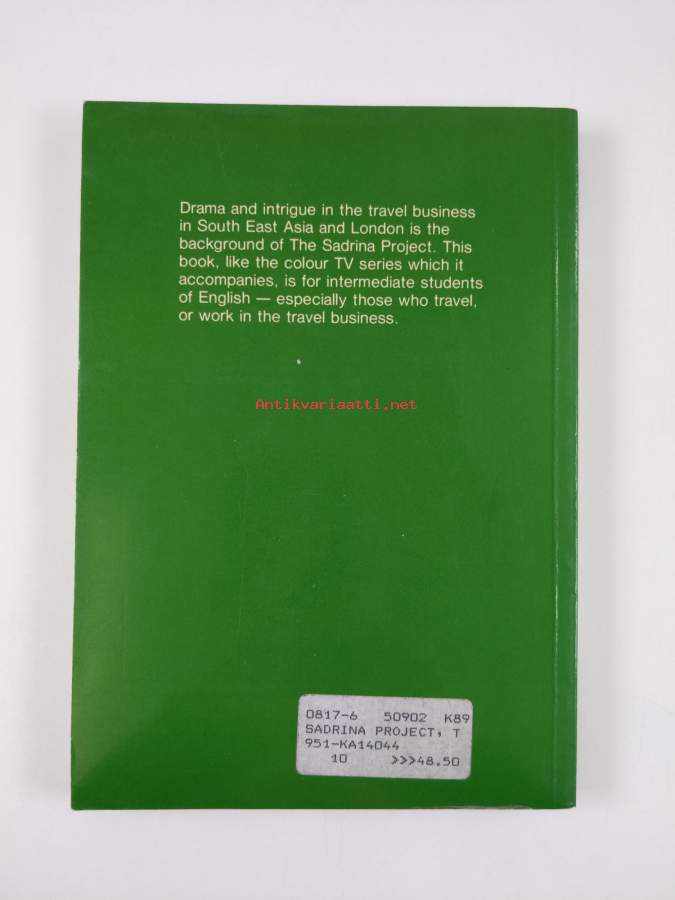 Drama and intrigue in the travel business
in South East Asia and London is the
background of The Sadrina Project. This
book, like the colour TV series which it
accompanies, is for intermediate students
of English — especially those who travel,
or work in the travel business.
Antikvariaatti.net
0817-6 50902 K89
SADRINA PROJECT, T
951-KA14044
10 >>>48.50